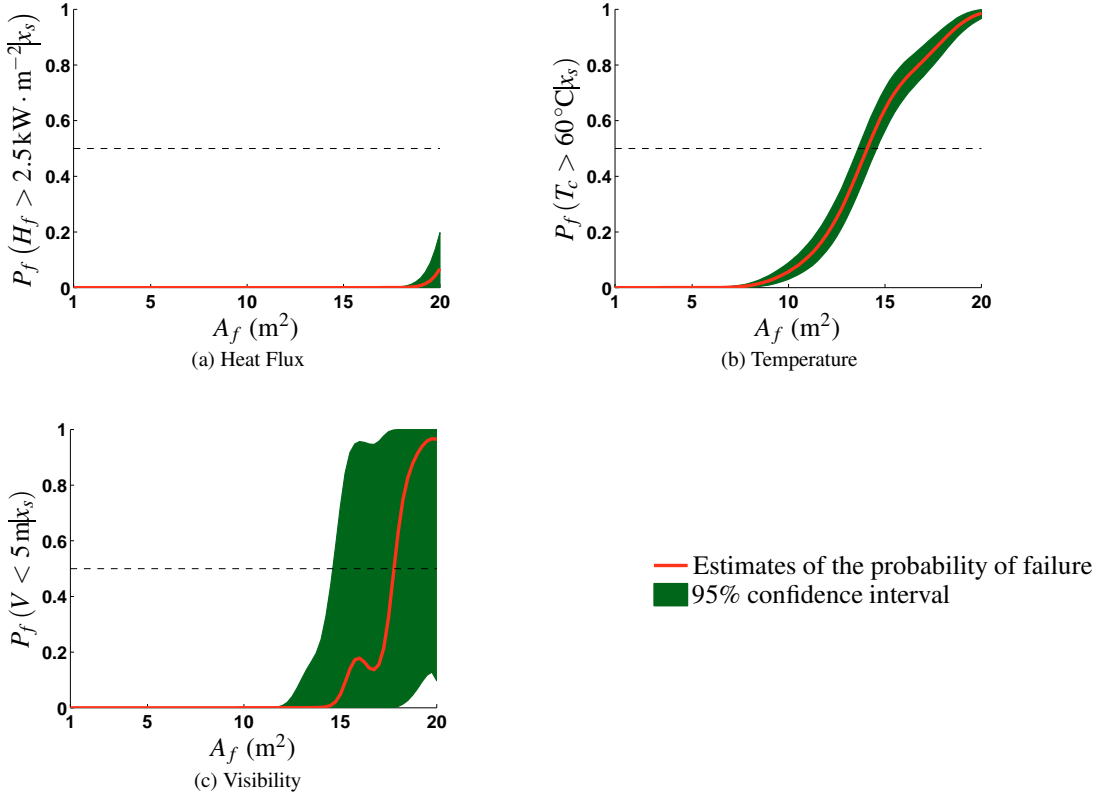 P_f (H_f > 2.5 kW · m⁻²|x_s)
1
0.8
0.6
0.4
0.2
0
1 5 10 15 20
A_f (m²)
(a) Heat Flux
P_f (T_c > 60 °C|x_s)
1
0.8
0.6
0.4
0.2
0
1 5 10 15 20
A_f (m²)
(b) Temperature
P_f (V < 5 m|x_s)
1
0.8
0.6
0.4
0.2
0
1 5 10 15 20
A_f (m²)
(c) Visibility
Estimates of the probability of failure
95% confidence interval